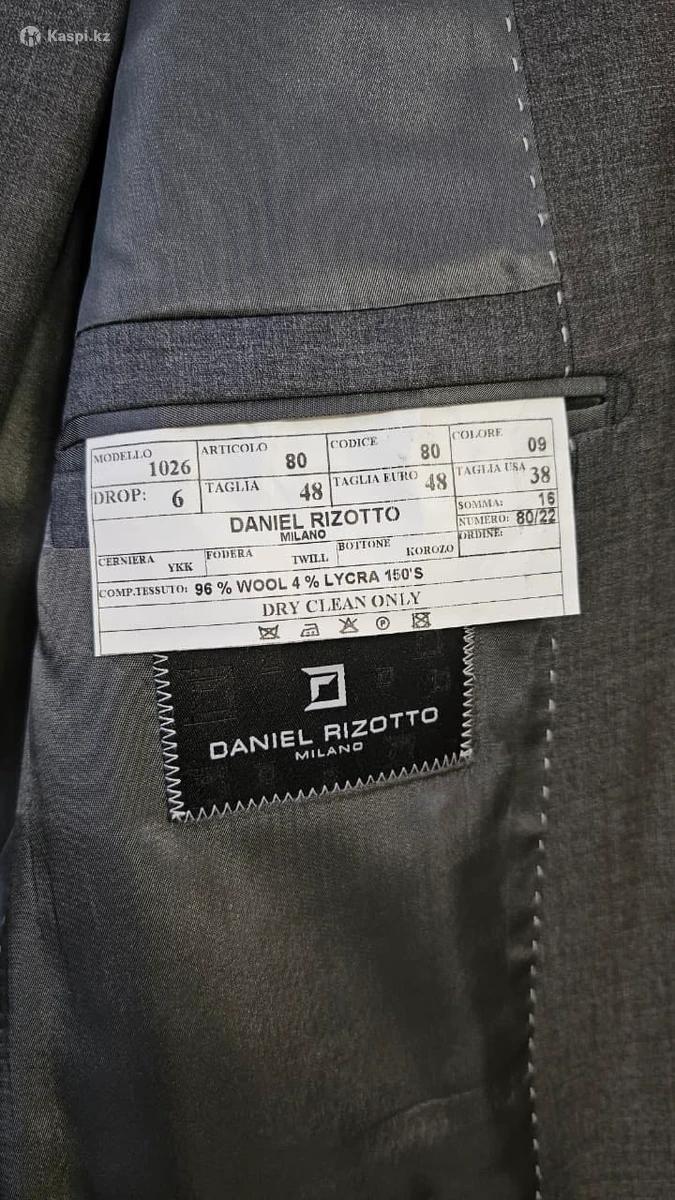 Kaspi.kz
MODELLO 1026 ARTICOLO 80 CODICE 80 COLORE 09
DROP: 6 TAGLIA 48 TAGLIA EURO 48 TAGLIA USA 38
DANIEL RIZOTTO
MILANO
SOMMA: 16
NUMERO: 80/22
ORDINE:
CERNIERA YKK FODERA TWILL BOTTONE KOROZO
COMP.TESSUTO: 96 % WOOL 4 % LYCRA 150'S
DRY CLEAN ONLY
P
DANIEL RIZOTTO
MILANO